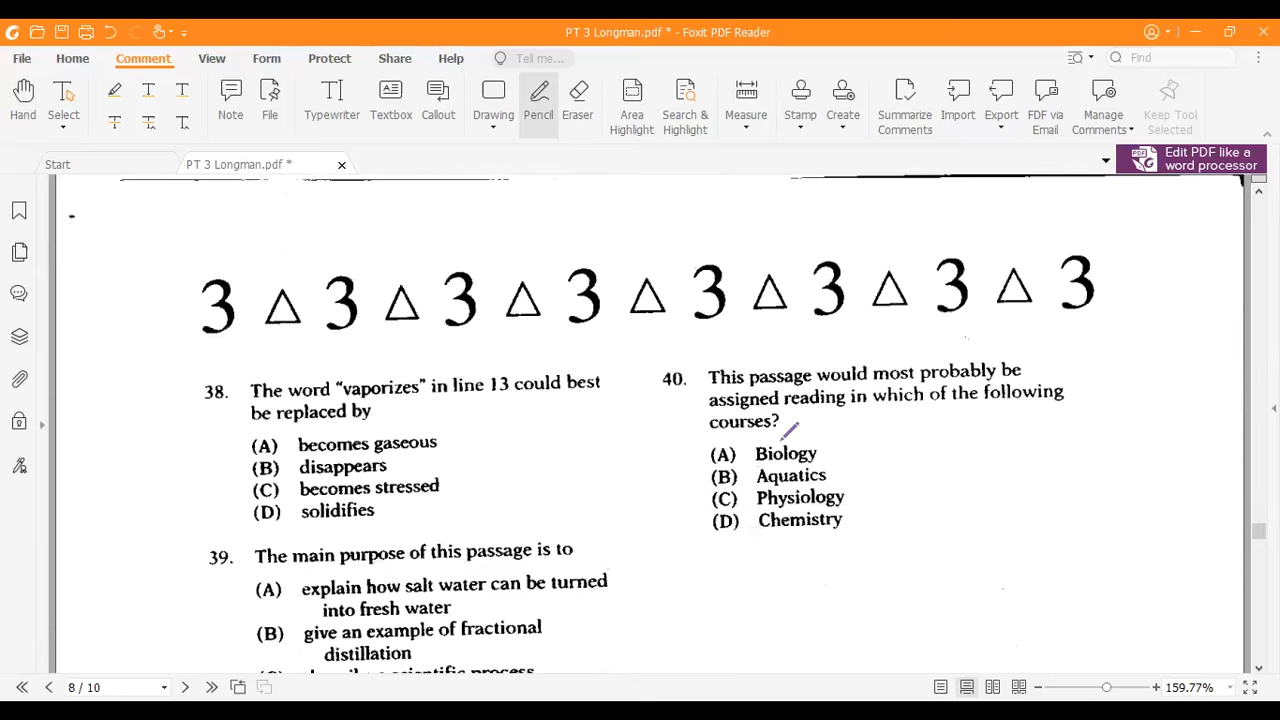 PT 3 Longman.pdf * - Foxit PDF Reader
File Home Comment View Form Protect Share Help Tell me... Find
Hand Select Note File Typewriter Textbox Callout Drawing Pencil Eraser Area Highlight Search & Highlight Measure Stamp Create Summarize Comments Import Export FDF via Email Manage Comments Keep Tool Selected
Start PT 3 Longman.pdf * Edit PDF like a word processor
3 △ 3 △ 3 △ 3 △ 3 △ 3 △ 3 △ 3
38. The word "vaporizes" in line 13 could best
be replaced by
(A) becomes gaseous
(B) disappears
(C) becomes stressed
(D) solidifies
39. The main purpose of this passage is to
(A) explain how salt water can be turned
into fresh water
(B) give an example of fractional
distillation
scientific process
40. This passage would most probably be
assigned reading in which of the following
courses?
(A) Biology
(B) Aquatics
(C) Physiology
(D) Chemistry
8 / 10 159.77%